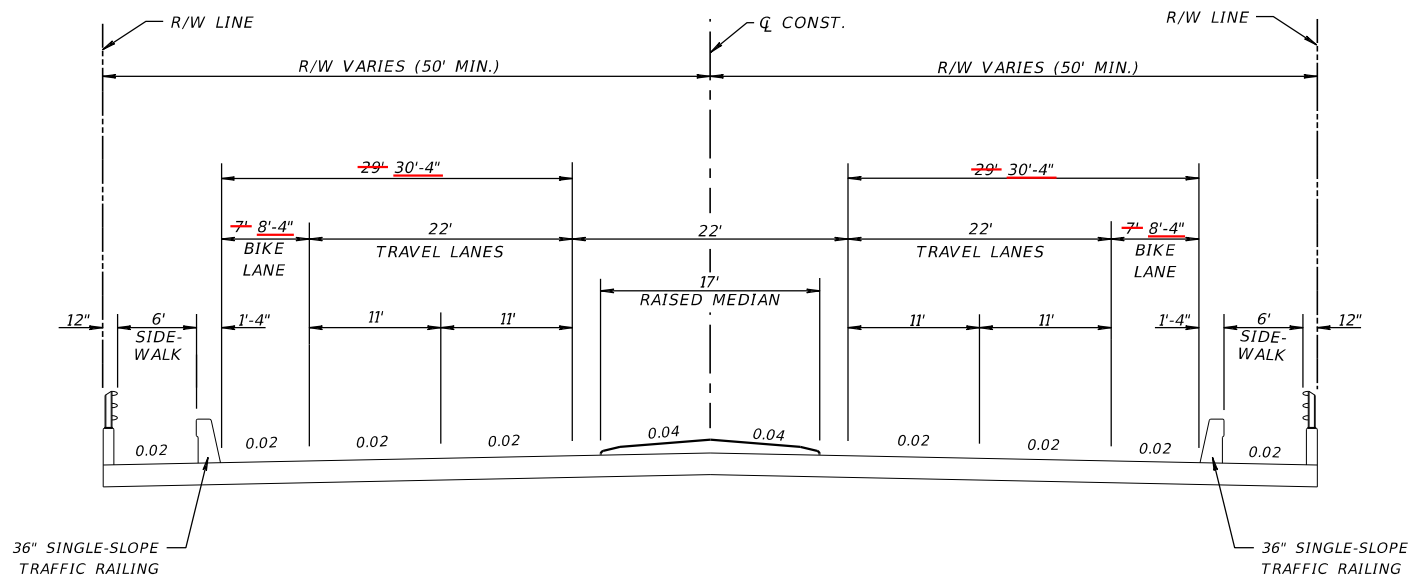 R/W LINE
℄ CONST.
R/W LINE
R/W VARIES (50' MIN.)
R/W VARIES (50' MIN.)
29' 30'-4"
29' 30'-4"
7' 8'-4"
BIKE
LANE
22'
TRAVEL LANES
22'
22'
TRAVEL LANES
7' 8'-4"
BIKE
LANE
17'
RAISED MEDIAN
12"
6'
SIDE-
WALK
1'-4"
11'
11'
11'
11'
1'-4"
6'
SIDE-
WALK
12"
0.02
0.02
0.02
0.02
0.04
0.04
0.02
0.02
0.02
0.02
36" SINGLE-SLOPE
TRAFFIC RAILING
36" SINGLE-SLOPE
TRAFFIC RAILING